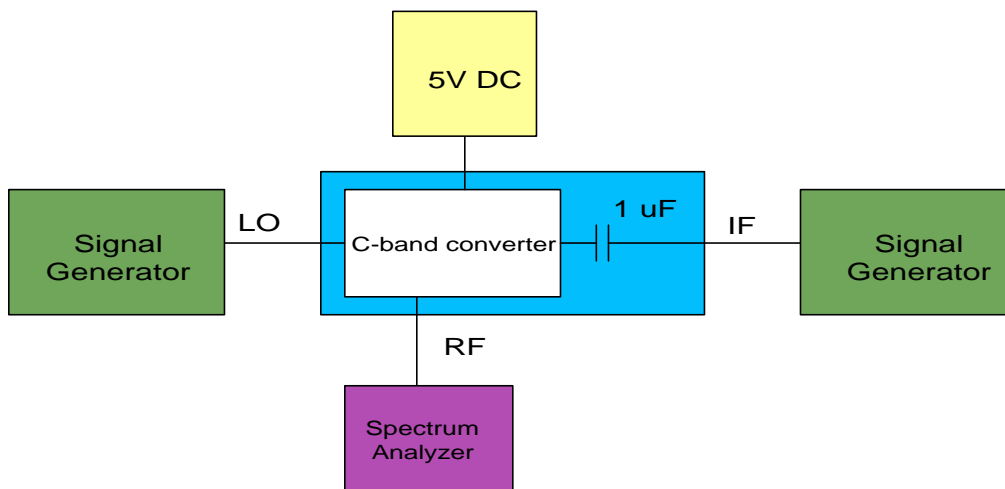 5V DC
Signal
Generator
LO
C-band converter
1 uF
IF
Signal
Generator
RF
Spectrum
Analyzer